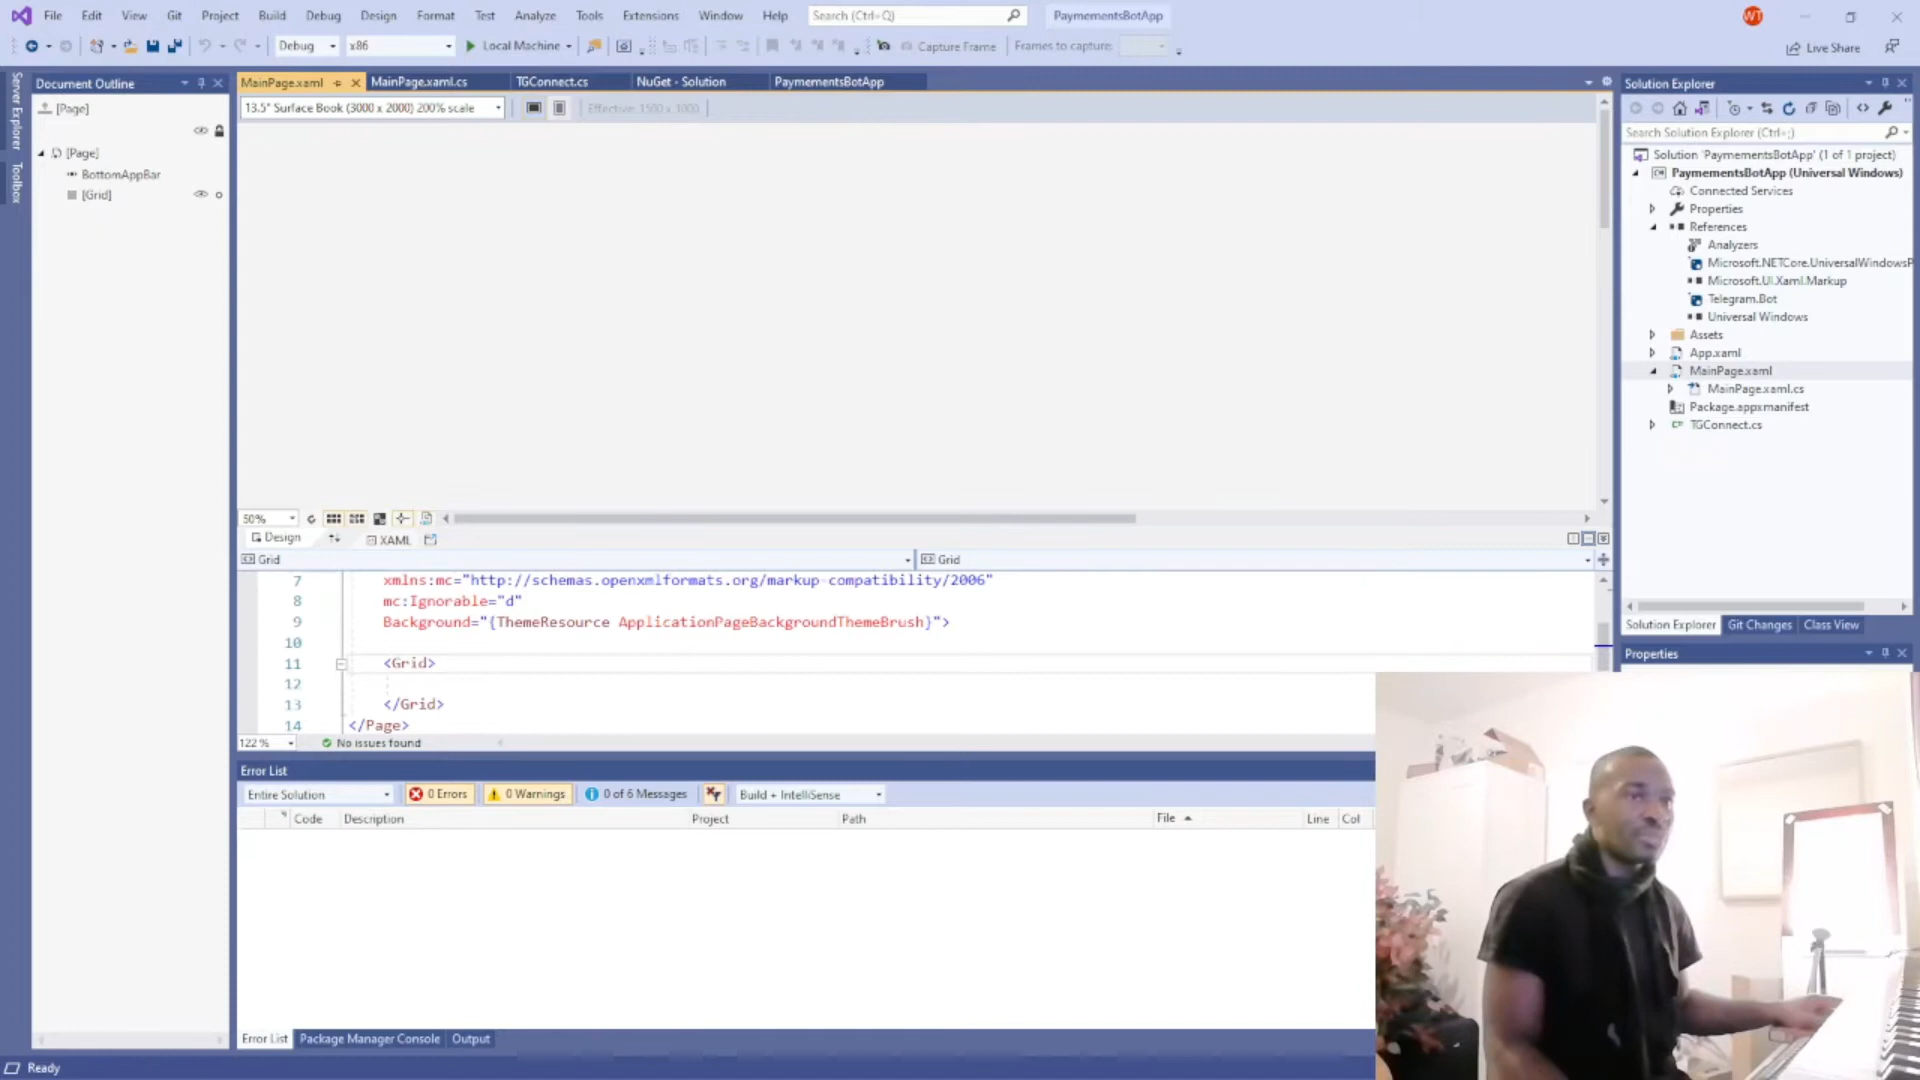 File Edit View Git Project Build Debug Design Format Test Analyze Tools Extensions Window Help Search (Ctrl+Q) PaymementsBotApp WT
Debug x86 Local Machine Capture Frame Frames to capture: Live Share
Server Explorer
Toolbox
Document Outline
[Page]
[Page]
BottomAppBar
[Grid]
MainPage.xaml MainPage.xaml.cs TGConnect.cs NuGet - Solution PaymementsBotApp
13.5" Surface Book (3000 x 2000) 200% scale Effective: 1500 x 1000
50%
Design XAML
Grid Grid
7 xmlns:mc="http://schemas.openxmlformats.org/markup-compatibility/2006"
8 mc:Ignorable="d"
9 Background="{ThemeResource ApplicationPageBackgroundThemeBrush}">
10
11 <Grid>
12
13 </Grid>
14 </Page>
122 % No issues found
Error List
Entire Solution 0 Errors 0 Warnings 0 of 6 Messages Build + IntelliSense
Code Description Project Path File Line Col
Error List Package Manager Console Output
Ready
Solution Explorer
Search Solution Explorer (Ctrl+;)
Solution 'PaymementsBotApp' (1 of 1 project)
PaymementsBotApp (Universal Windows)
Connected Services
Properties
References
Analyzers
Microsoft.NETCore.UniversalWindowsP
Microsoft.UI.Xaml.Markup
Telegram.Bot
Universal Windows
Assets
App.xaml
MainPage.xaml
MainPage.xaml.cs
Package.appxmanifest
TGConnect.cs
Solution Explorer Git Changes Class View
Properties